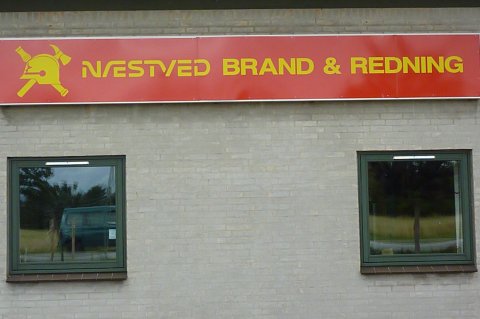 NÆSTVED BRAND & REDNING